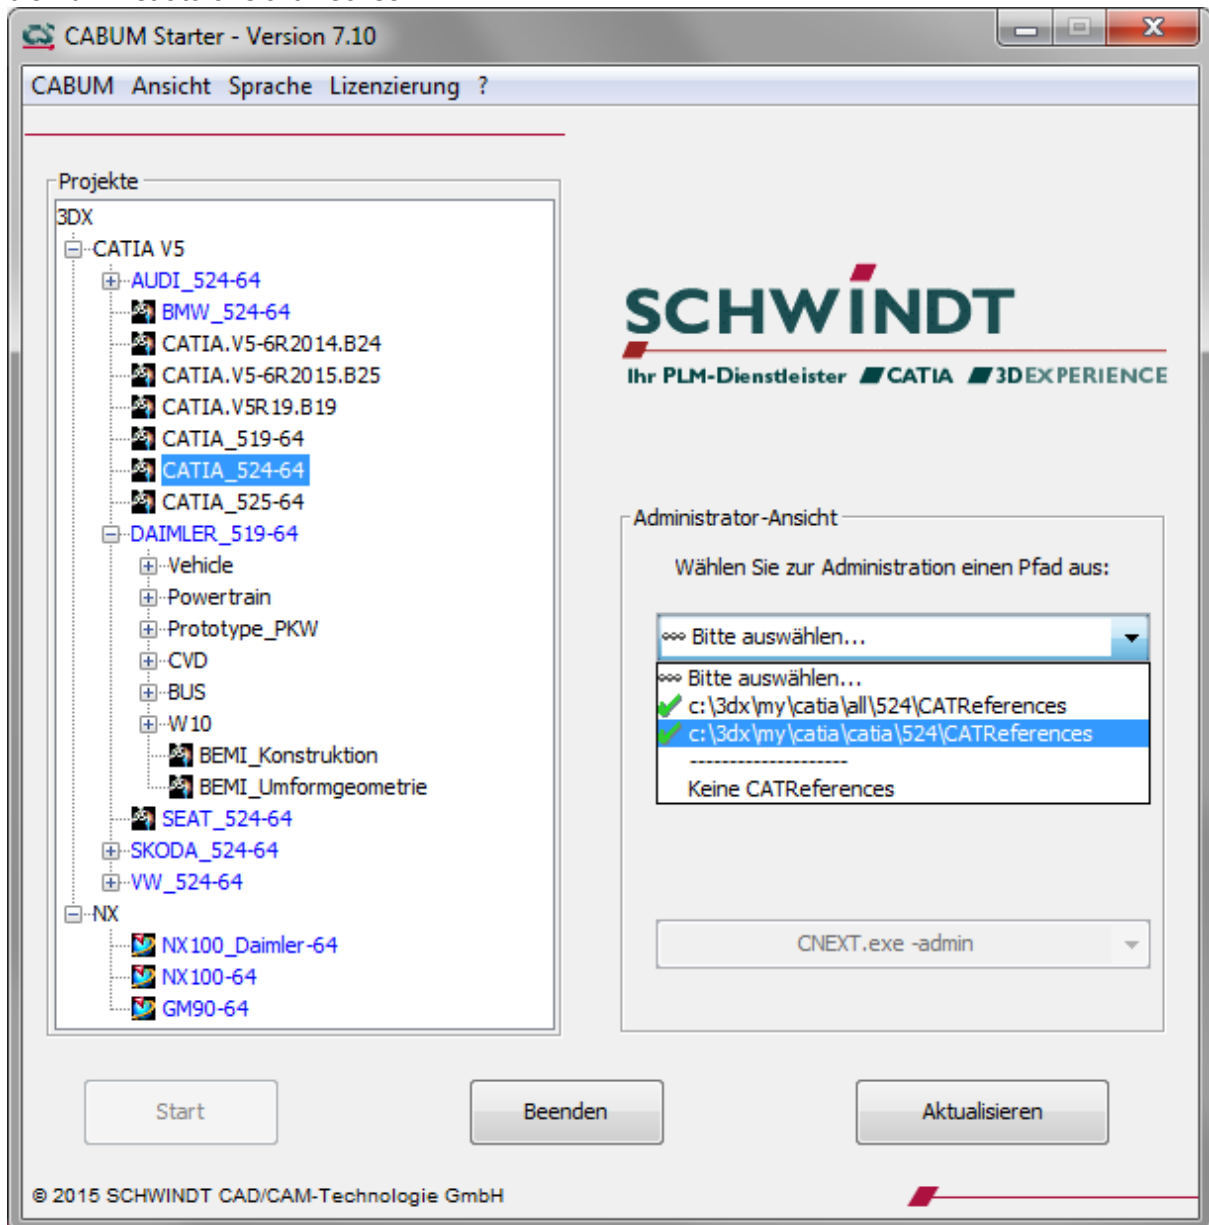 CABUM Starter - Version 7.10
CABUM Ansicht Sprache Lizenzierung ?
Projekte
3DX
CATIA V5
AUDI_524-64
BMW_524-64
CATIA.V5-6R2014.B24
CATIA.V5-6R2015.B25
CATIA.V5R19.B19
CATIA_519-64
CATIA_524-64
CATIA_525-64
DAIMLER_519-64
Vehicle
Powertrain
Prototype_PKW
CVD
BUS
W10
BEMI_Konstruktion
BEMI_Umformgeometrie
SEAT_524-64
SKODA_524-64
VW_524-64
NX
NX100_Daimler-64
NX100-64
GM90-64
SCHWINDT
Ihr PLM-Dienstleister CATIA 3DEXPERIENCE
Administrator-Ansicht
Wählen Sie zur Administration einen Pfad aus:
Bitte auswählen...
Bitte auswählen...
c:\3dx\my\catia\all\524\CATReferences
c:\3dx\my\catia\catia\524\CATReferences
--------------------
Keine CATReferences
CNEXT.exe -admin
Start Beenden Aktualisieren
© 2015 SCHWINDT CAD/CAM-Technologie GmbH